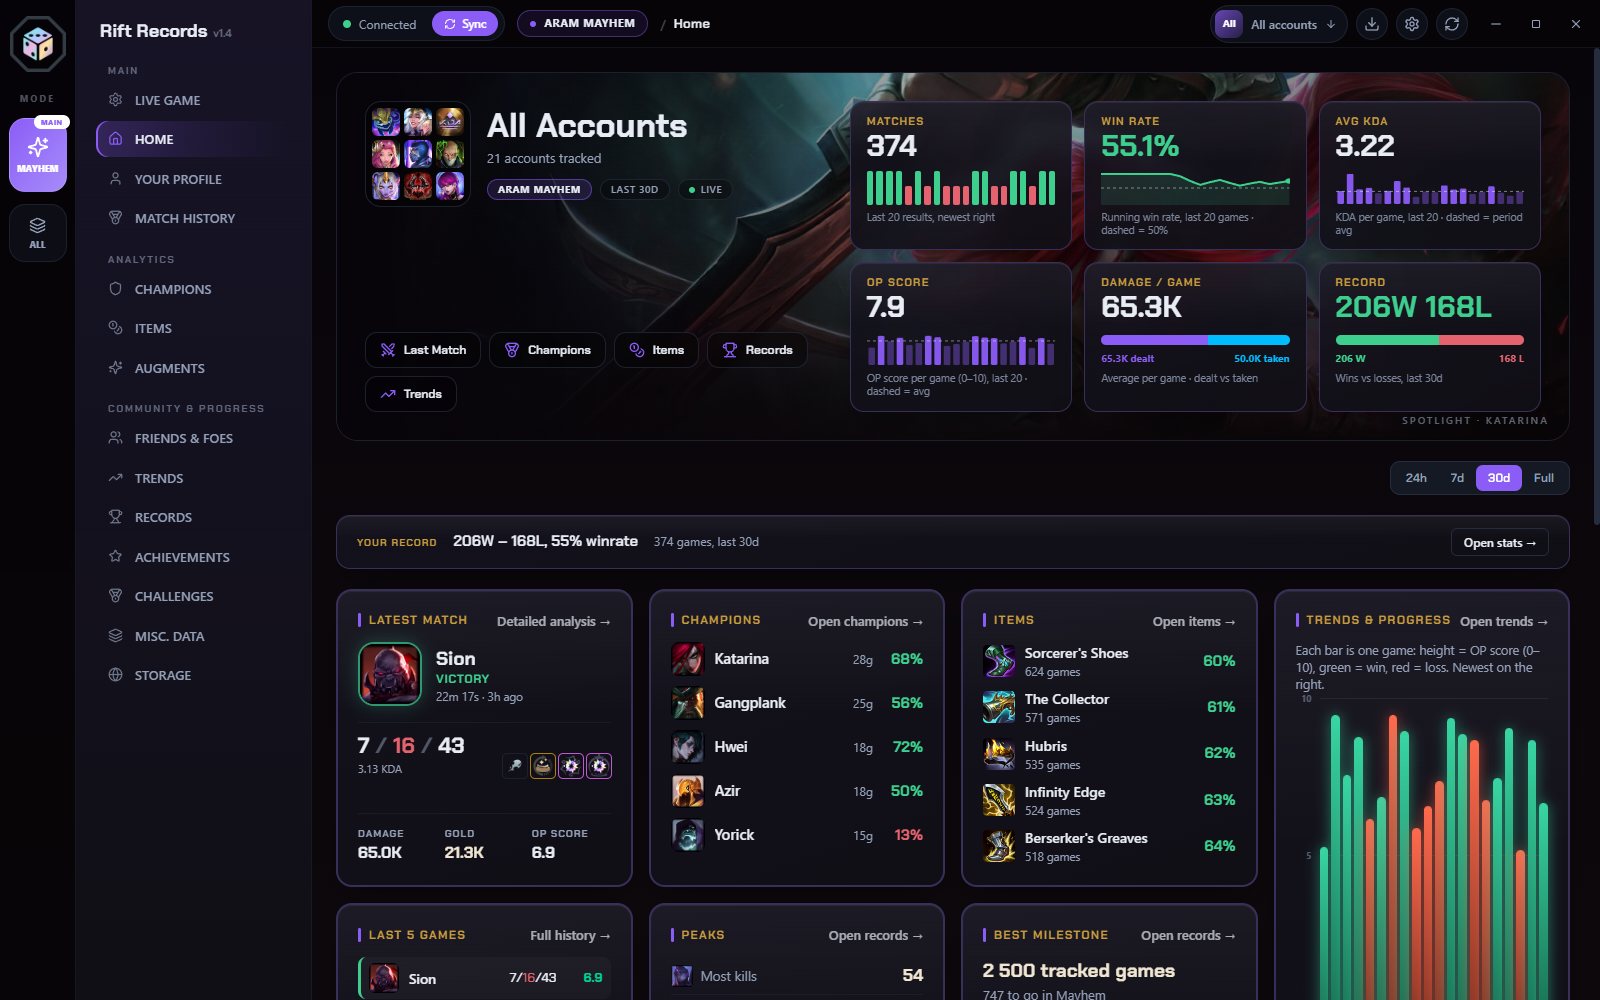 Rift Records v1.4
MODE
MAIN
MAYHEM
ALL
MAIN
LIVE GAME
HOME
YOUR PROFILE
MATCH HISTORY
ANALYTICS
CHAMPIONS
ITEMS
AUGMENTS
COMMUNITY & PROGRESS
FRIENDS & FOES
TRENDS
RECORDS
ACHIEVEMENTS
CHALLENGES
MISC. DATA
STORAGE
Connected
Sync
ARAM MAYHEM
/ Home
All
All accounts ↓
All Accounts
21 accounts tracked
ARAM MAYHEM
LAST 30D
LIVE
Last Match
Champions
Items
Records
Trends
MATCHES
374
Last 20 results, newest right
WIN RATE
55.1%
Running win rate, last 20 games ·
dashed = 50%
AVG KDA
3.22
KDA per game, last 20 · dashed = period
avg
OP SCORE
7.9
OP score per game (0–10), last 20 ·
dashed = avg
DAMAGE / GAME
65.3K
65.3K dealt
50.0K taken
Average per game · dealt vs taken
RECORD
206W 168L
206 W
168 L
Wins vs losses, last 30d
SPOTLIGHT · KATARINA
24h
7d
30d
Full
YOUR RECORD
206W – 168L, 55% winrate
374 games, last 30d
Open stats →
LATEST MATCH
Detailed analysis →
Sion
VICTORY
22m 17s · 3h ago
7 / 16 / 43
3.13 KDA
DAMAGE
65.0K
GOLD
21.3K
OP SCORE
6.9
CHAMPIONS
Open champions →
Katarina 28g 68%
Gangplank 25g 56%
Hwei 18g 72%
Azir 18g 50%
Yorick 15g 13%
ITEMS
Open items →
Sorcerer's Shoes
624 games
60%
The Collector
571 games
61%
Hubris
535 games
62%
Infinity Edge
524 games
63%
Berserker's Greaves
518 games
64%
TRENDS & PROGRESS
Open trends →
Each bar is one game: height = OP score (0–
10), green = win, red = loss. Newest on the
right.
10
5
LAST 5 GAMES
Full history →
Sion 7/16/43 6.9
PEAKS
Open records →
Most kills 54
BEST MILESTONE
Open records →
2 500 tracked games
747 to go in Mayhem